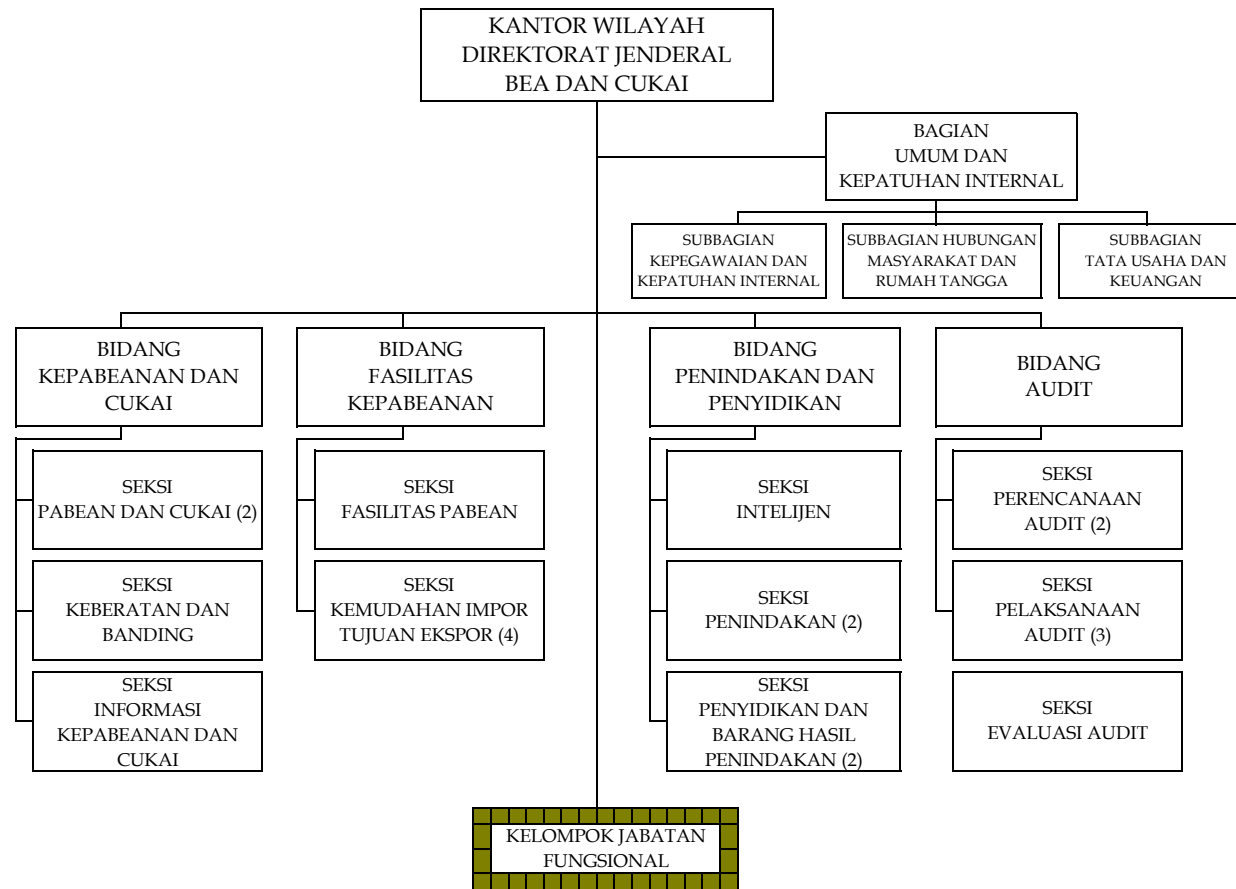 KANTOR WILAYAH
DIREKTORAT JENDERAL
BEA DAN CUKAI
BAGIAN
UMUM DAN
KEPATUHAN INTERNAL
SUBBAGIAN
KEPEGAWAIAN DAN
KEPATUHAN INTERNAL
SUBBAGIAN HUBUNGAN
MASYARAKAT DAN
RUMAH TANGGA
SUBBAGIAN
TATA USAHA DAN
KEUANGAN
BIDANG
KEPABEANAN DAN
CUKAI
BIDANG
FASILITAS
KEPABEANAN
BIDANG
PENINDAKAN DAN
PENYIDIKAN
BIDANG
AUDIT
SEKSI
PABEAN DAN CUKAI (2)
SEKSI
FASILITAS PABEAN
SEKSI
INTELIJEN
SEKSI
PERENCANAAN
AUDIT (2)
SEKSI
KEBERATAN DAN
BANDING
SEKSI
KEMUDAHAN IMPOR
TUJUAN EKSPOR (4)
SEKSI
PENINDAKAN (2)
SEKSI
PELAKSANAAN
AUDIT (3)
SEKSI
INFORMASI
KEPABEANAN DAN
CUKAI
SEKSI
PENYIDIKAN DAN
BARANG HASIL
PENINDAKAN (2)
SEKSI
EVALUASI AUDIT
KELOMPOK JABATAN
FUNGSIONAL